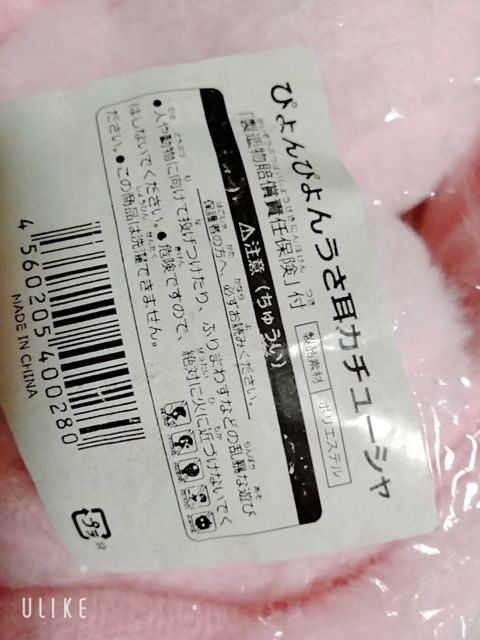 ぴょんぴょんうさ耳カチューシャ
「製造物賠償責任保険」付
製品素材 ポリエステル
⚠注意(ちゅうい)
保護者の方へ、必ずお読みください。
●人や動物に向けて投げつけたり、ふりまわすなどの乱暴な遊び
はしないでください。●危険ですので、絶対に火に近づけないでく
ださい。●この商品は洗濯できません。
4 560205 400280
MADE IN CHINA
プラ
ULIKE